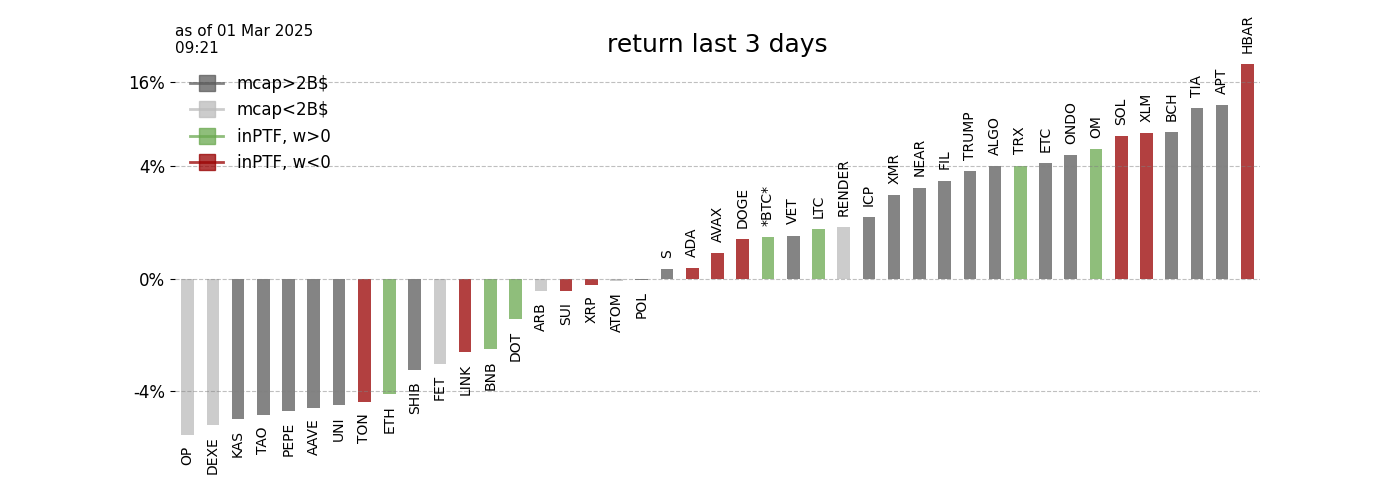 as of 01 Mar 2025
09:21
return last 3 days
16%
4%
0%
-4%
mcap>2B$
mcap<2B$
inPTF, w>0
inPTF, w<0
OP
DEXE
KAS
TAO
PEPE
AAVE
UNI
TON
ETH
SHIB
FET
LINK
BNB
DOT
ARB
SUI
XRP
ATOM
POL
S
ADA
AVAX
DOGE
*BTC*
VET
LTC
RENDER
ICP
XMR
NEAR
FIL
TRUMP
ALGO
TRX
ETC
ONDO
OM
SOL
XLM
BCH
TIA
APT
HBAR